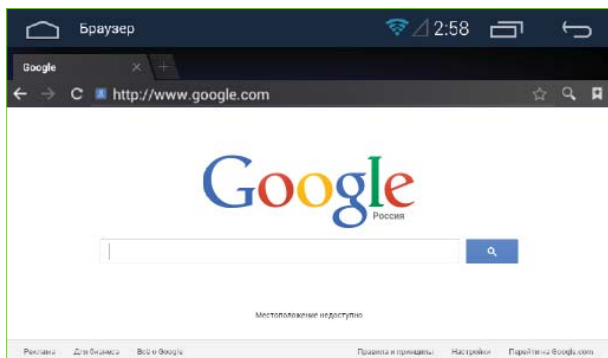 Браузер 2:58
Google
http://www.google.com
Google
Россия
Местоположение недоступно
Реклама Для бизнеса Всё о Google Правила и принципы Настройки Перейти на Google.com